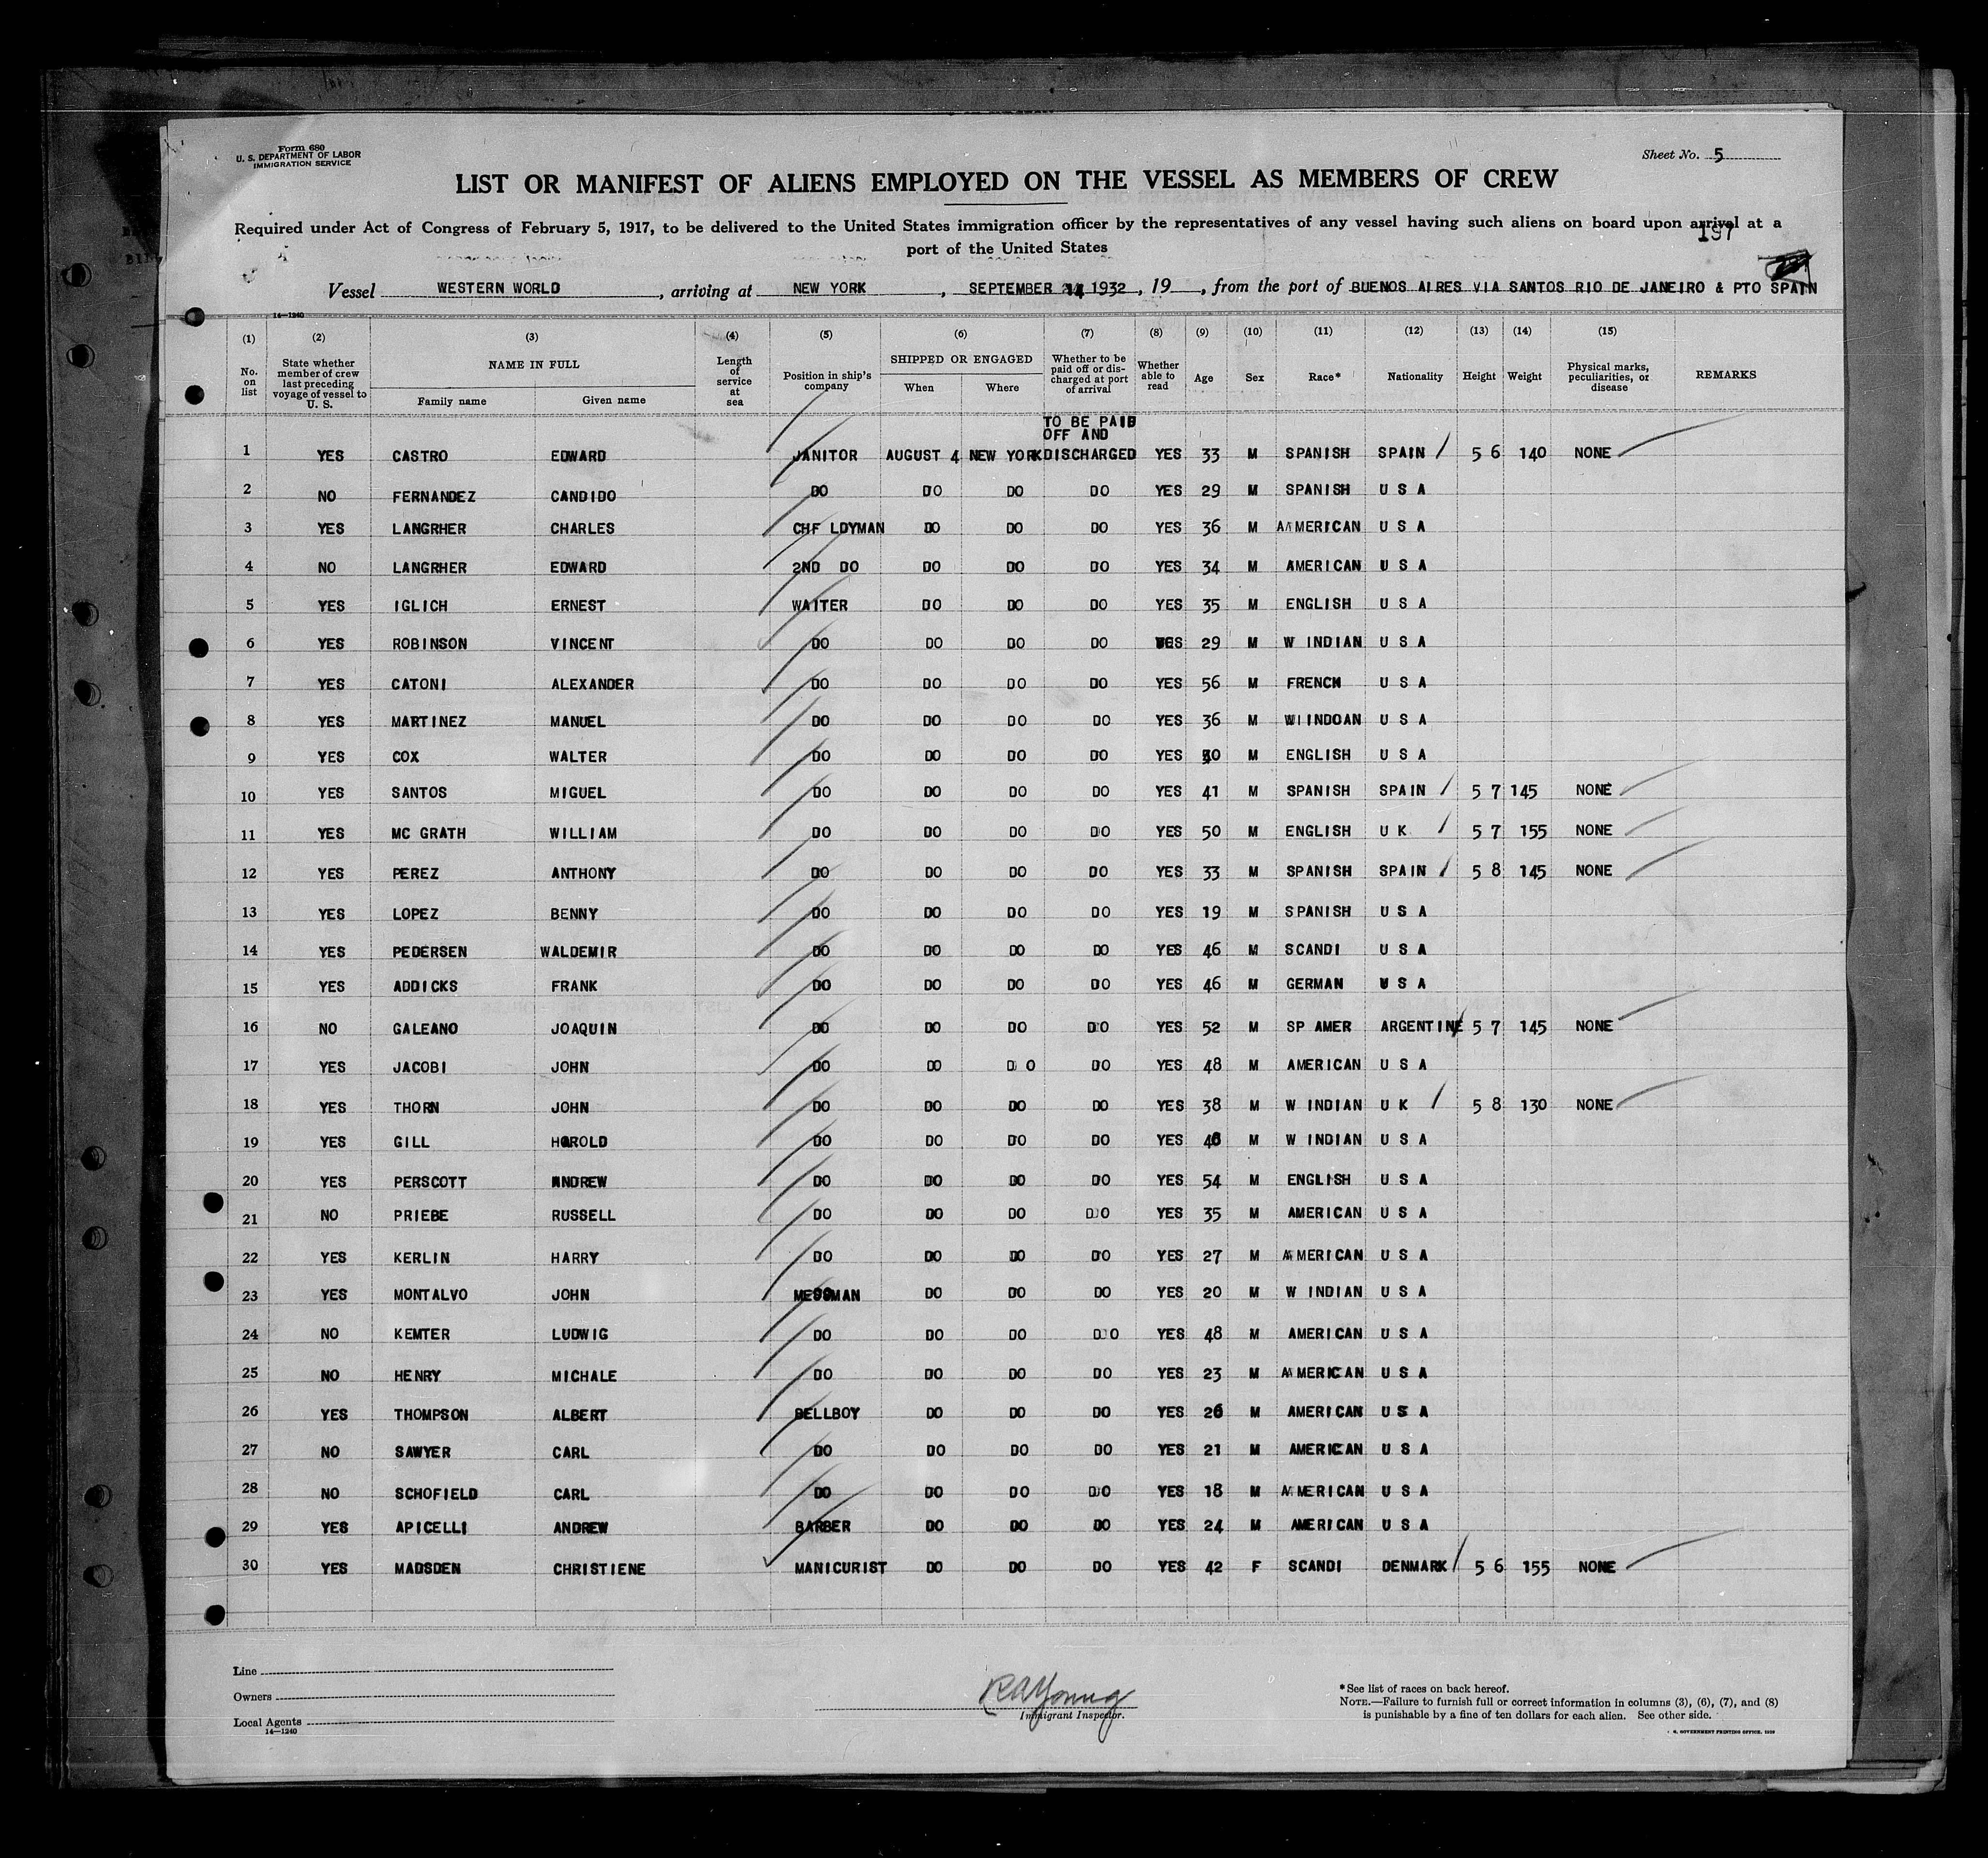 Form 680
U. S. DEPARTMENT OF LABOR
IMMIGRATION SERVICE
Sheet No. 5
LIST OR MANIFEST OF ALIENS EMPLOYED ON THE VESSEL AS MEMBERS OF CREW
Required under Act of Congress of February 5, 1917, to be delivered to the United States immigration officer by the representatives of any vessel having such aliens on board upon arrival at a
port of the United States
197
Vessel WESTERN WORLD, arriving at NEW YORK, SEPTEMBER 14 1932, 19, from the port of BUENOS AIRES VIA SANTOS RIO DE JANEIRO & PTO SPAIN
14—1240
(1) (2) (3) (4) (5) (6) (7) (8) (9) (10) (11) (12) (13) (14) (15)
No. on list State whether member of crew last preceding voyage of vessel to U. S. NAME IN FULL Family name Given name Length of service at sea Position in ship's company SHIPPED OR ENGAGED When Where Whether to be paid off or discharged at port of arrival Whether able to read Age Sex Race* Nationality Height Weight Physical marks, peculiarities, or disease REMARKS
TO BE PAID
OFF AND
1 YES CASTRO EDWARD JANITOR AUGUST 4 NEW YORK DISCHARGED YES 33 M SPANISH SPAIN 5 6 140 NONE
2 NO FERNANDEZ CANDIDO DO DO DO DO YES 29 M SPANISH U S A
3 YES LANGRHER CHARLES CHF LDYMAN DO DO DO YES 36 M AMERICAN U S A
4 NO LANGRHER EDWARD 2ND DO DO DO DO YES 34 M AMERICAN U S A
5 YES IGLICH ERNEST WAITER DO DO DO YES 35 M ENGLISH U S A
6 YES ROBINSON VINCENT DO DO DO DO YES 29 M W INDIAN U S A
7 YES CATONI ALEXANDER DO DO DO DO YES 56 M FRENCH U S A
8 YES MARTINEZ MANUEL DO DO DO DO YES 36 M WIINDOAN U S A
9 YES COX WALTER DO DO DO DO YES M ENGLISH U S A
10 YES SANTOS MIGUEL DO DO DO DO YES 41 M SPANISH SPAIN 5 7 145 NONE
11 YES MC GRATH WILLIAM DO DO DO DO YES 50 M ENGLISH U K 5 7 155 NONE
12 YES PEREZ ANTHONY DO DO DO DO YES 33 M SPANISH SPAIN 5 8 145 NONE
13 YES LOPEZ BENNY DO DO DO DO YES 19 M SPANISH U S A
14 YES PEDERSEN WALDEMIR DO DO DO DO YES 46 M SCANDI U S A
15 YES ADDICKS FRANK DO DO DO DO YES 46 M GERMAN U S A
16 NO GALEANO JOAQUIN DO DO DO DO YES 52 M SP AMER ARGENTINE 5 7 145 NONE
17 YES JACOBI JOHN DO DO DO DO YES 48 M AMERICAN U S A
18 YES THORN JOHN DO DO DO DO YES 38 M W INDIAN U K 5 8 130 NONE
19 YES GILL HAROLD DO DO DO DO YES 46 M W INDIAN U S A
20 YES PERSCOTT ANDREW DO DO DO DO YES 54 M ENGLISH U S A
21 NO PRIEBE RUSSELL DO DO DO DO YES 35 M AMERICAN U S A
22 YES KERLIN HARRY DO DO DO DO YES 27 M AMERICAN U S A
23 YES MONTALVO JOHN MESSMAN DO DO DO YES 20 M W INDIAN U S A
24 NO KEMTER LUDWIG DO DO DO DO YES 48 M AMERICAN U S A
25 NO HENRY MICHALE DO DO DO DO YES 23 M AMERICAN U S A
26 YES THOMPSON ALBERT BELLBOY DO DO DO YES 26 M AMERICAN U S A
27 NO SAWYER CARL DO DO DO DO YES 21 M AMERICAN U S A
28 NO SCHOFIELD CARL DO DO DO DO YES 18 M AMERICAN U S A
29 YES APICELLI ANDREW BARBER DO DO DO YES 24 M AMERICAN U S A
30 YES MADSDEN CHRISTIENE MANICURIST DO DO DO YES 42 F SCANDI DENMARK 5 6 155 NONE
Line
Owners
Local Agents
14—1240
RA Young
Immigrant Inspector.
*See list of races on back hereof.
NOTE.—Failure to furnish full or correct information in columns (3), (6), (7), and (8)
is punishable by a fine of ten dollars for each alien. See other side.
GOVERNMENT PRINTING OFFICE